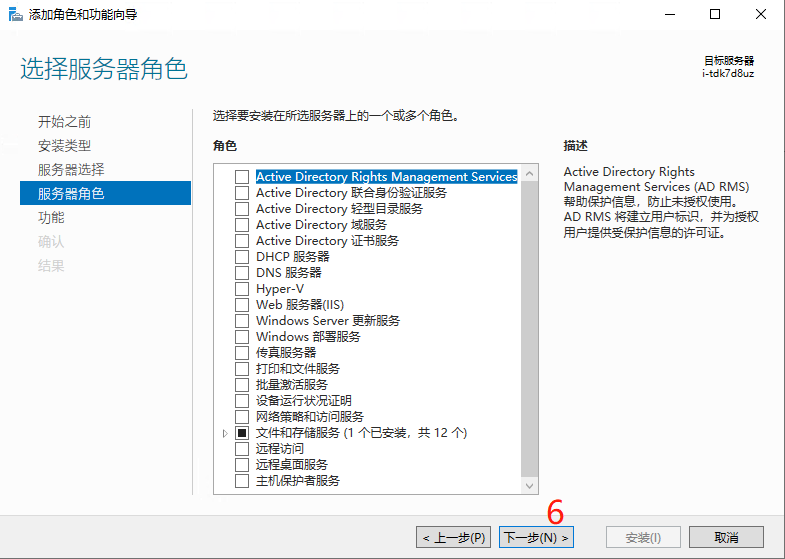 添加角色和功能向导
选择服务器角色
目标服务器
i-tdk7d8uz
开始之前
安装类型
服务器选择
服务器角色
功能
确认
结果
选择要安装在所选服务器上的一个或多个角色。
角色
Active Directory Rights Management Services
Active Directory 联合身份验证服务
Active Directory 轻型目录服务
Active Directory 域服务
Active Directory 证书服务
DHCP 服务器
DNS 服务器
Hyper-V
Web 服务器(IIS)
Windows Server 更新服务
Windows 部署服务
传真服务器
打印和文件服务
批量激活服务
设备运行状况证明
网络策略和访问服务
文件和存储服务 (1 个已安装，共 12 个)
远程访问
远程桌面服务
主机保护者服务
描述
Active Directory Rights
Management Services (AD RMS)
帮助保护信息，防止未授权使用。
AD RMS 将建立用户标识，并为授权
用户提供受保护信息的许可证。
6
< 上一步(P)
下一步(N) >
安装(I)
取消